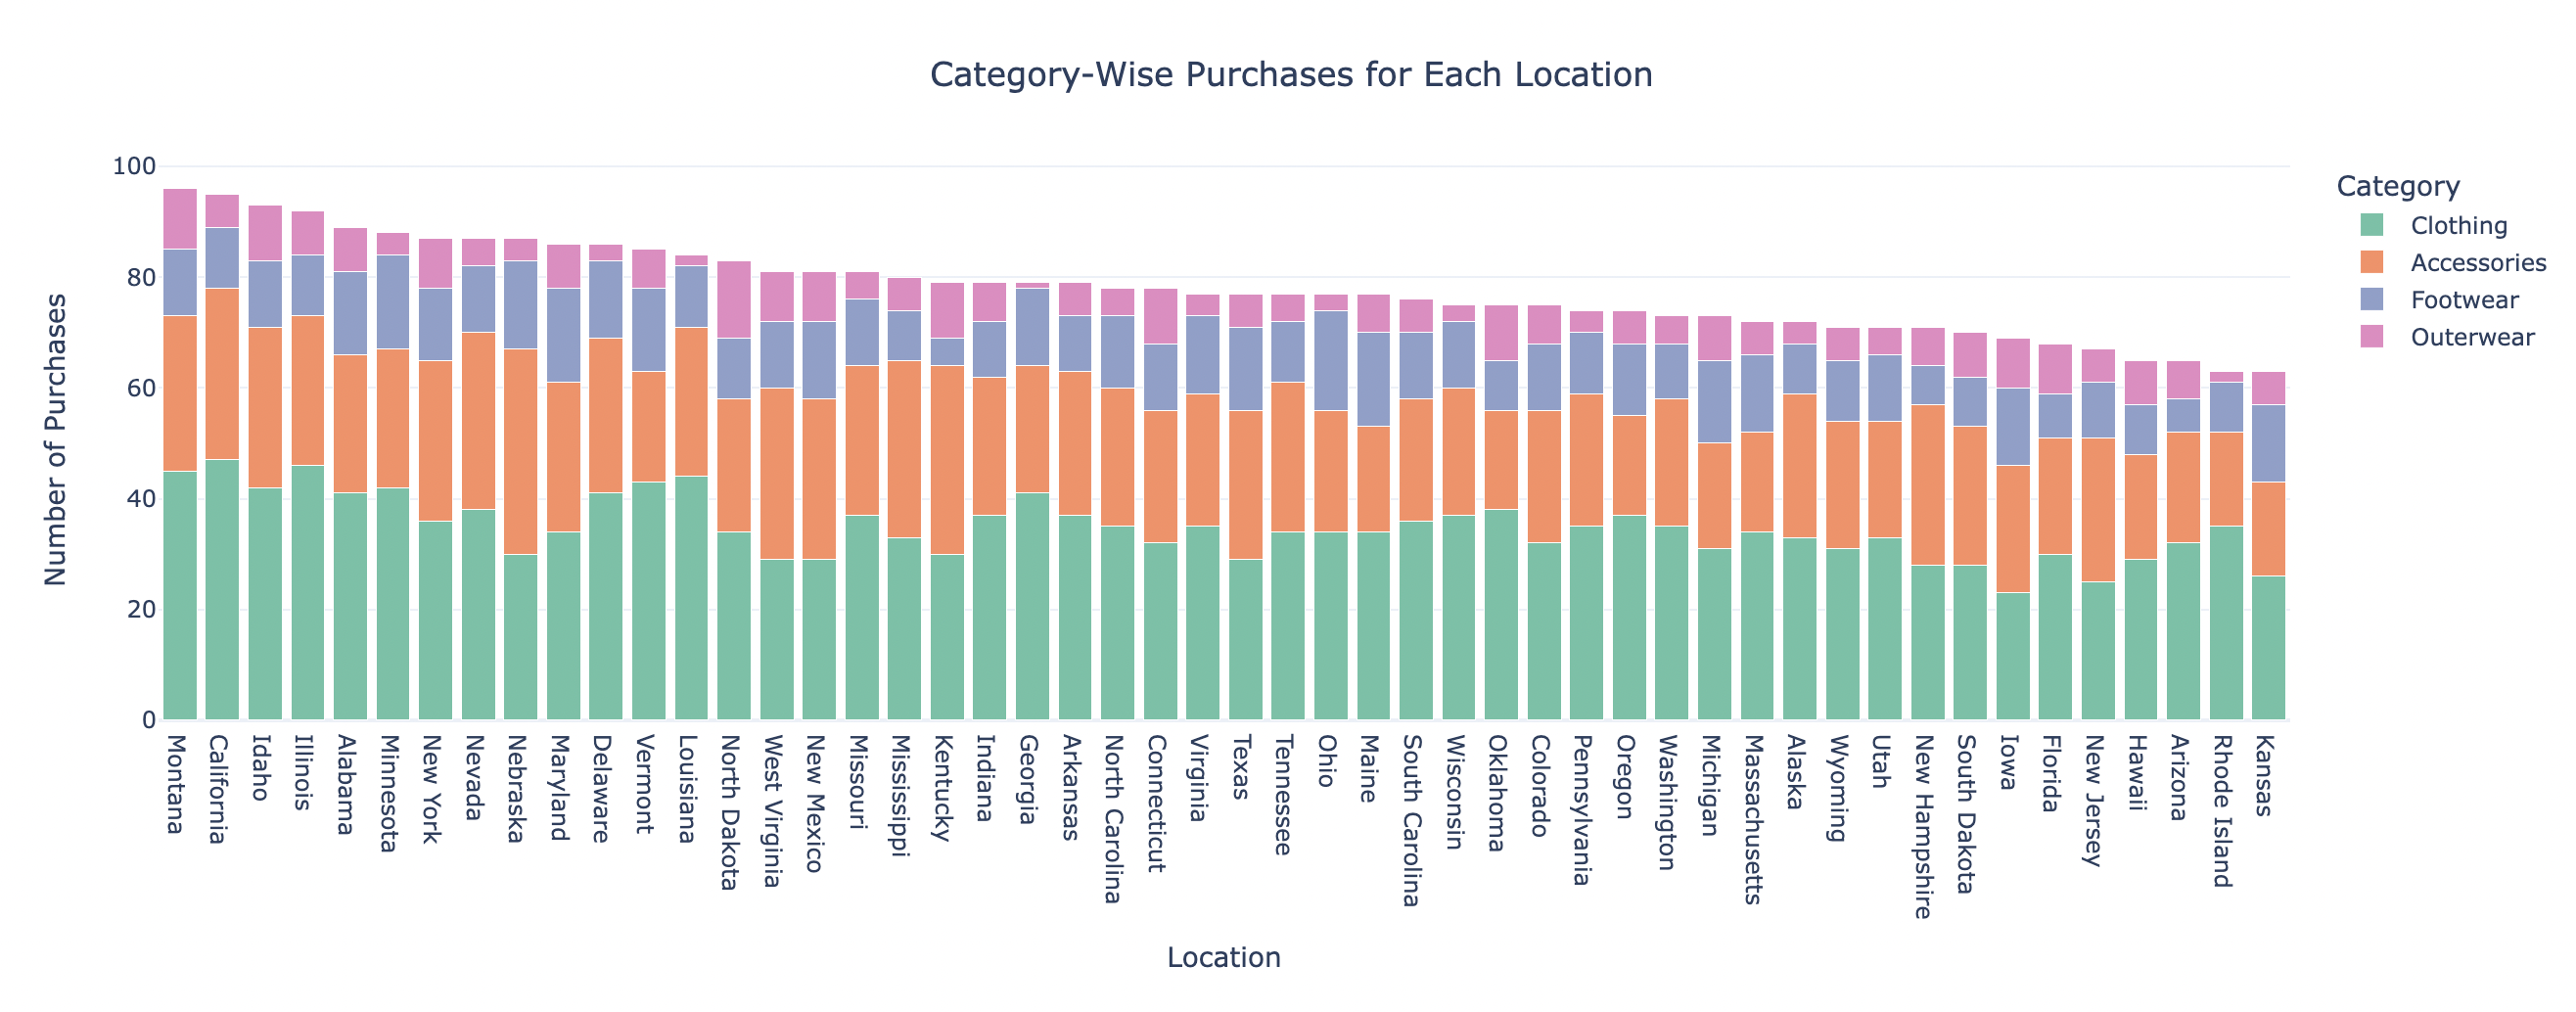 Category-Wise Purchases for Each Location
Number of Purchases
100
80
60
40
20
0
Montana
California
Idaho
Illinois
Alabama
Minnesota
New York
Nevada
Nebraska
Maryland
Delaware
Vermont
Louisiana
North Dakota
West Virginia
New Mexico
Missouri
Mississippi
Kentucky
Indiana
Georgia
Arkansas
North Carolina
Connecticut
Virginia
Texas
Tennessee
Ohio
Maine
South Carolina
Wisconsin
Oklahoma
Colorado
Pennsylvania
Oregon
Washington
Michigan
Massachusetts
Alaska
Wyoming
Utah
New Hampshire
South Dakota
Iowa
Florida
New Jersey
Hawaii
Arizona
Rhode Island
Kansas
Location
Category
Clothing
Accessories
Footwear
Outerwear